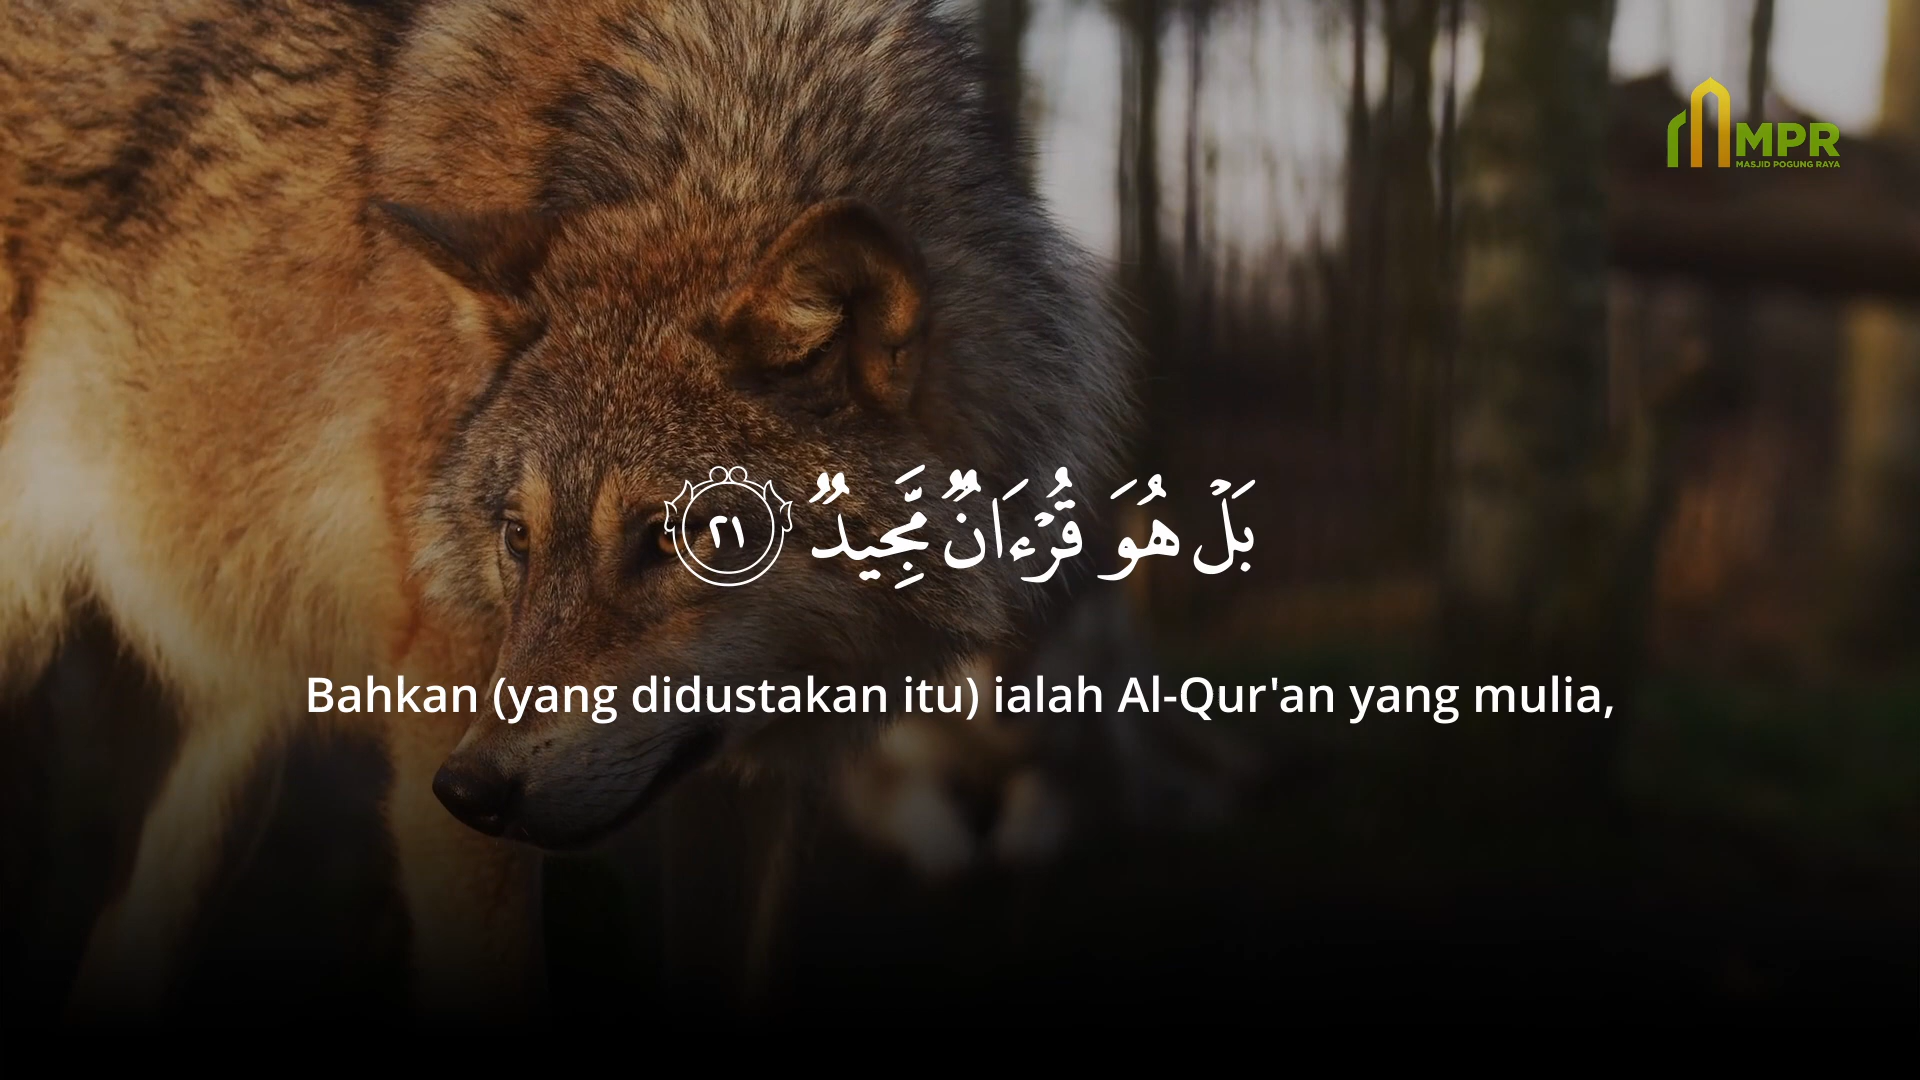 MPR
MASJID POGUNG RAYA
بَلۡ هُوَ قُرۡءَانٞ مَّجِيدٞ ٢١
Bahkan (yang didustakan itu) ialah Al-Qur'an yang mulia,